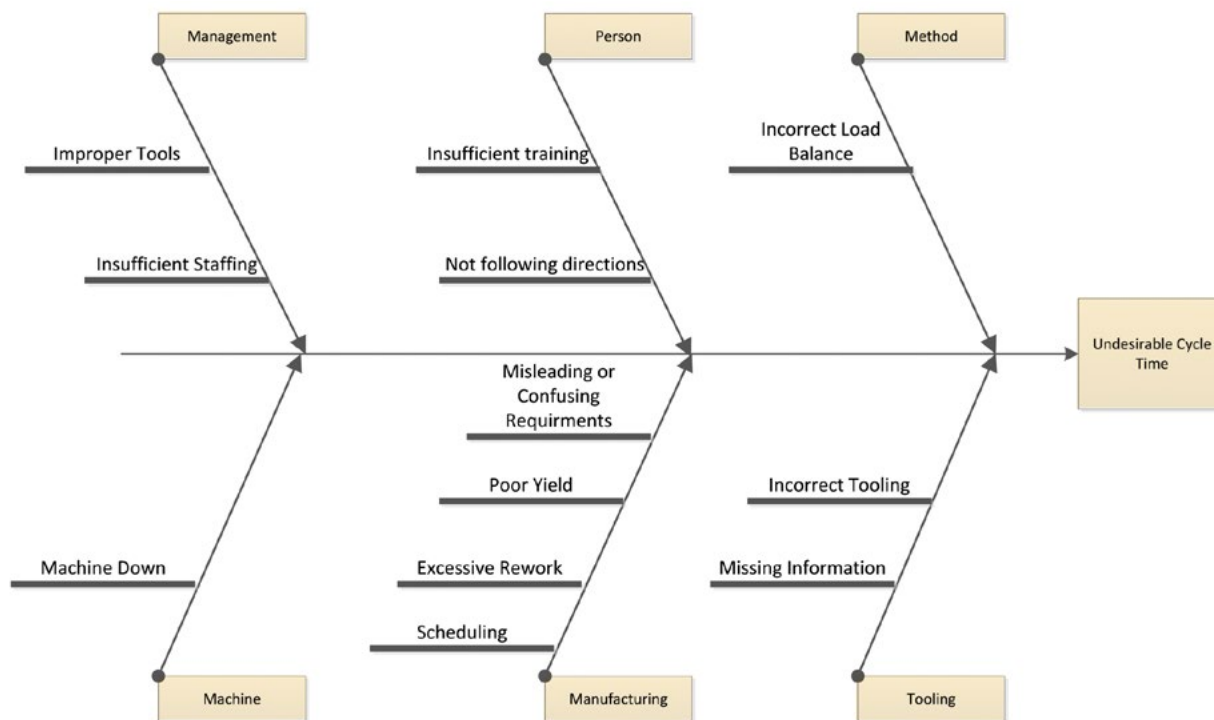 Management
Person
Method
Improper Tools
Insufficient training
Incorrect Load
Balance
Insufficient Staffing
Not following directions
Undesirable Cycle
Time
Misleading or
Confusing
Requirments
Poor Yield
Incorrect Tooling
Machine Down
Excessive Rework
Missing Information
Scheduling
Machine
Manufacturing
Tooling